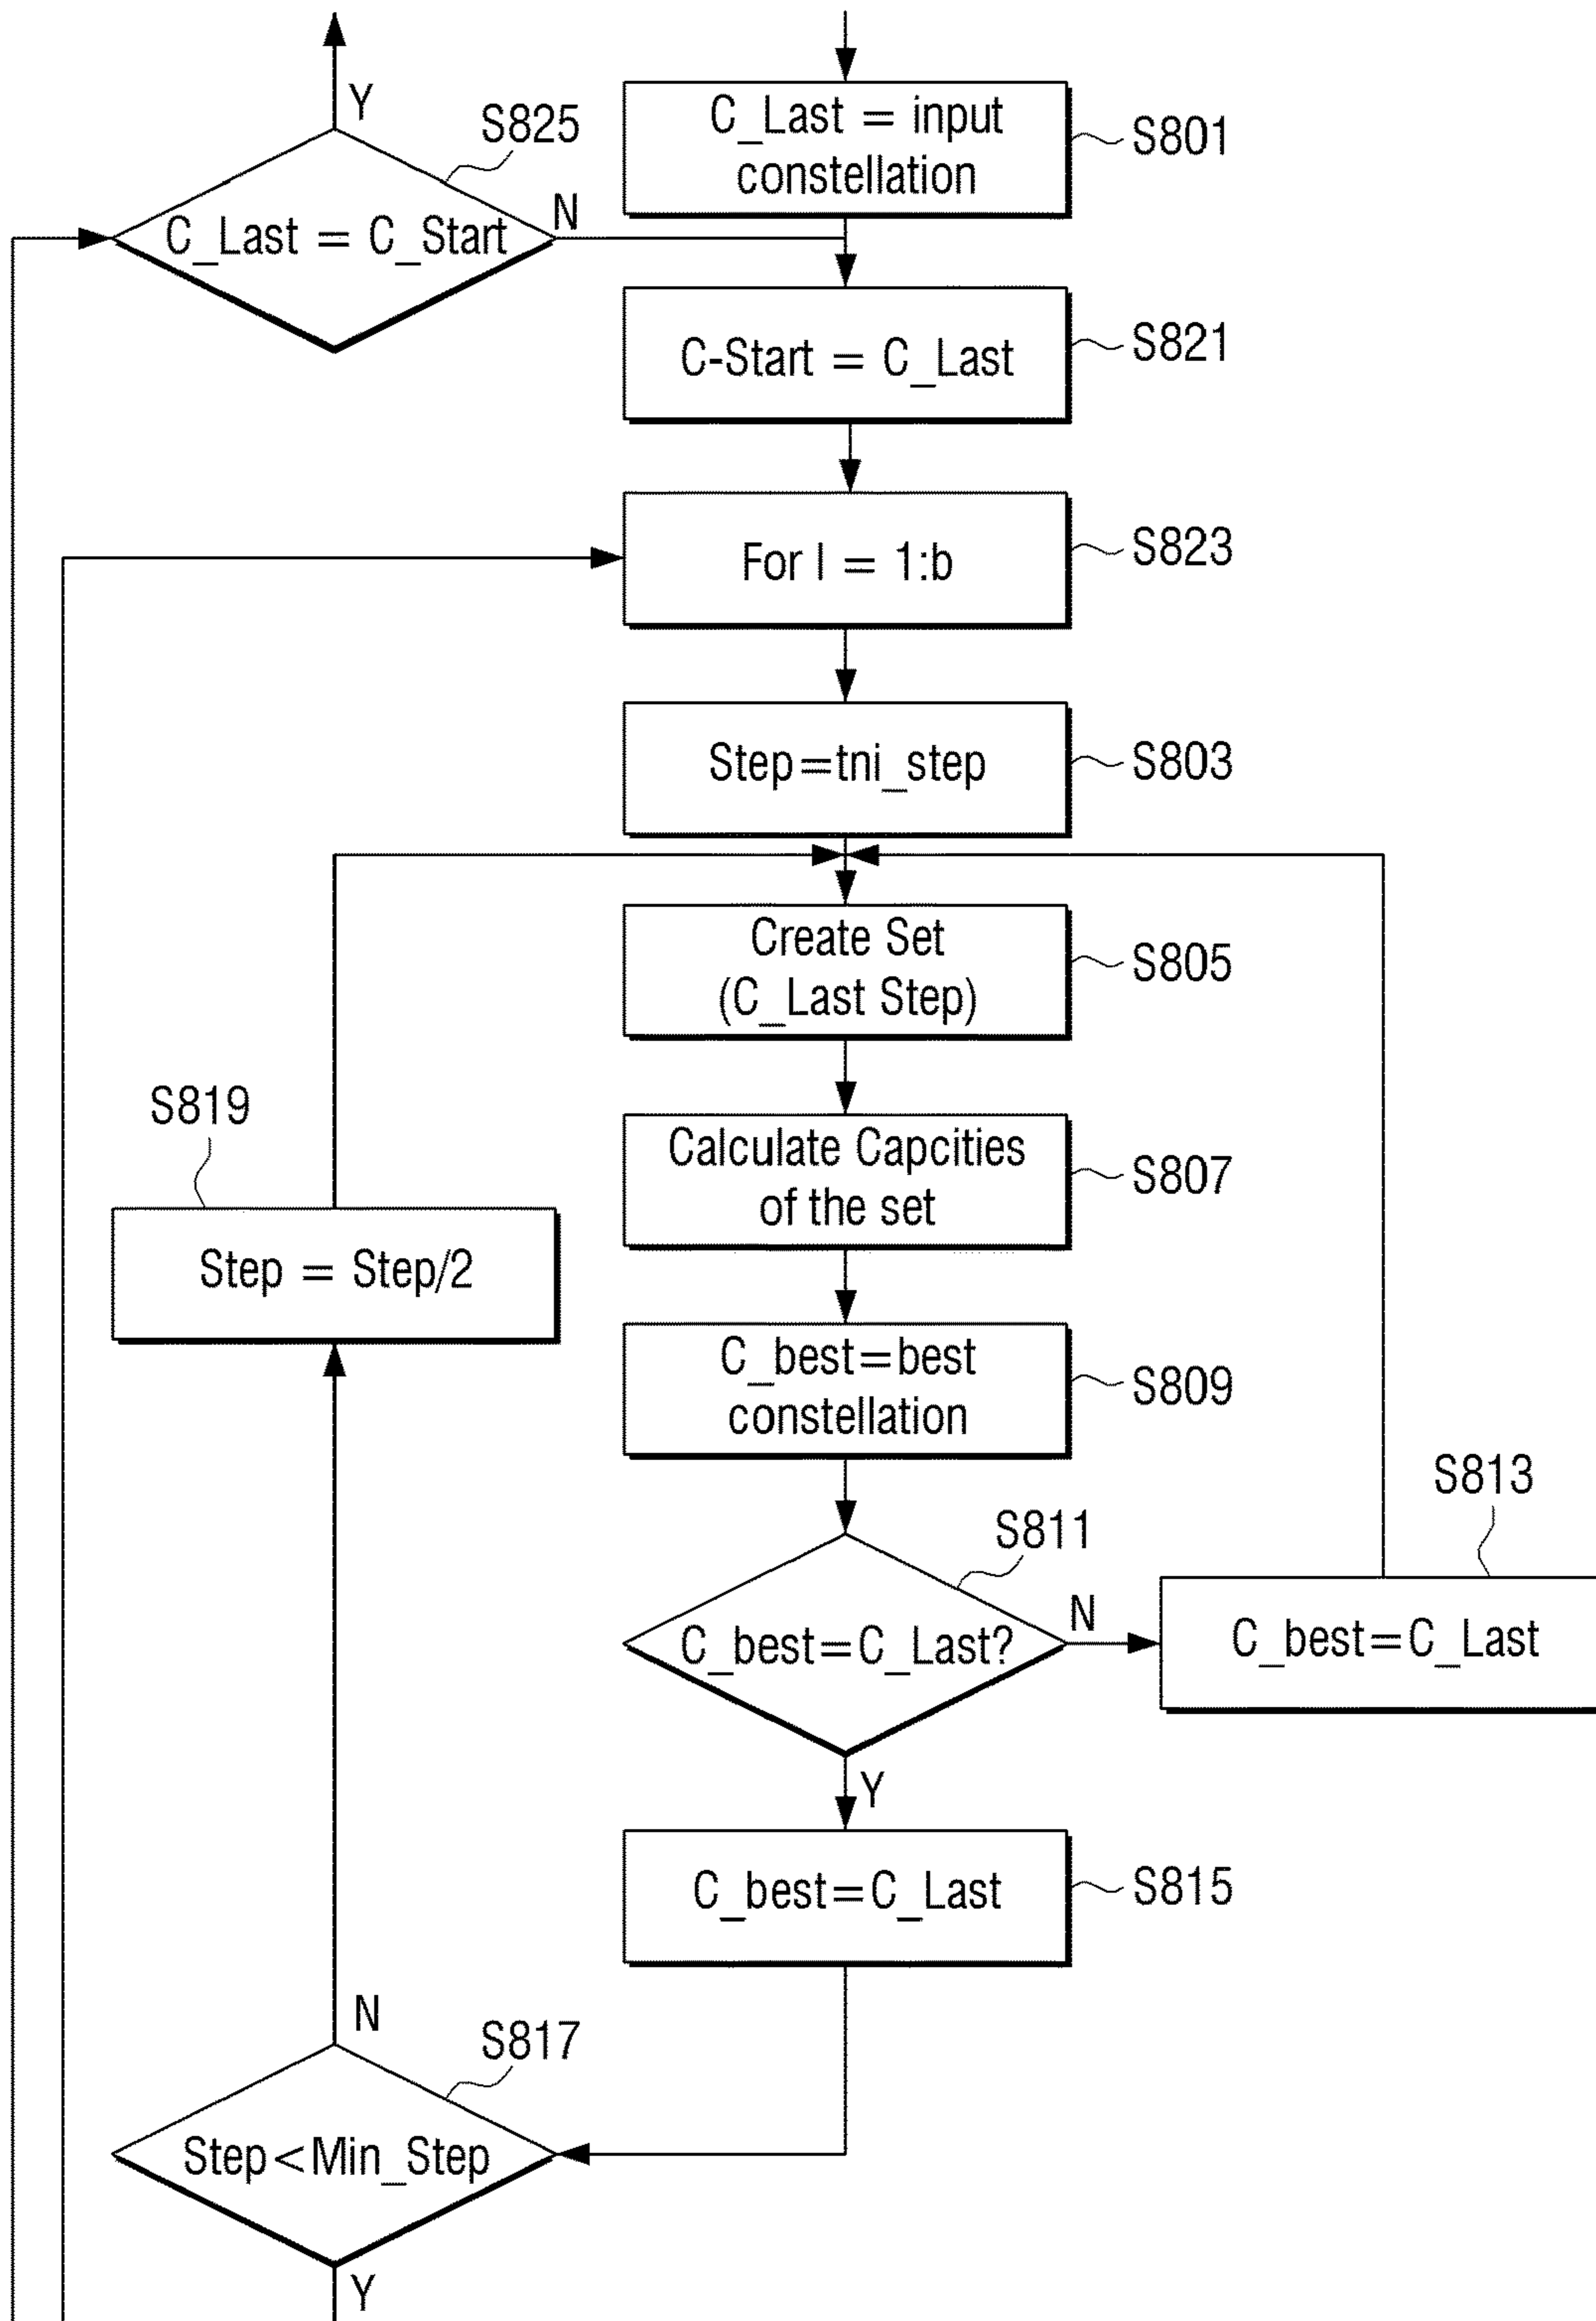 Y
S825
C_Last = C_Start
N
C_Last = input
constellation
S801
C-Start = C_Last
S821
For I = 1:b
S823
Step=tni_step
S803
Create Set
(C_Last Step)
S805
S819
Step = Step/2
Calculate Capcities
of the set
S807
C_best=best
constellation
S809
S811
C_best=C_Last?
N
S813
C_best=C_Last
Y
C_best=C_Last
S815
N
S817
Step<Min_Step
Y